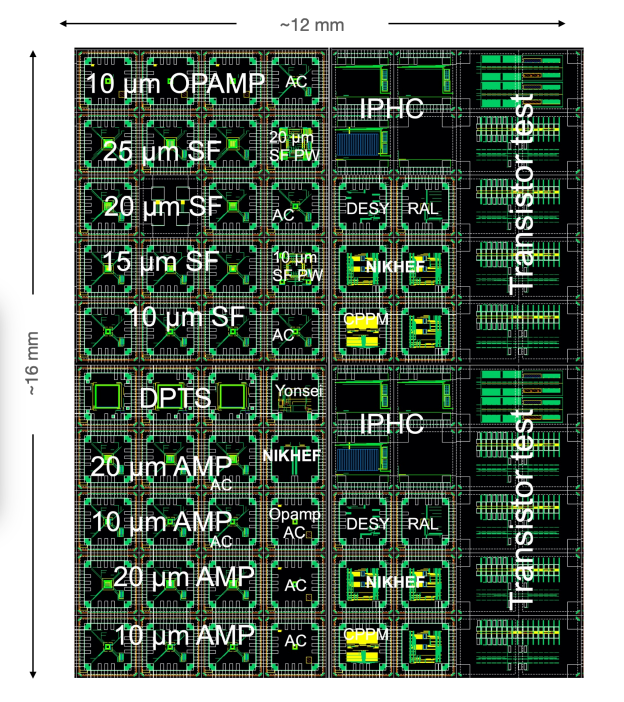 ~12 mm
~16 mm
10 µm OPAMP
AC
IPHC
Transistor test
25 µm SF
20 µm
SF PW
20 µm SF
AC
DESY
RAL
15 µm SF
10 µm
SF PW
NIKHEF
10 µm SF
AC
CPPM
DPTS
Yonsei
IPHC
Transistor test
20 µm AMP
AC
NIKHEF
10 µm AMP
AC
Opamp
AC
DESY
RAL
20 µm AMP
AC
NIKHEF
10 µm AMP
AC
CPPM